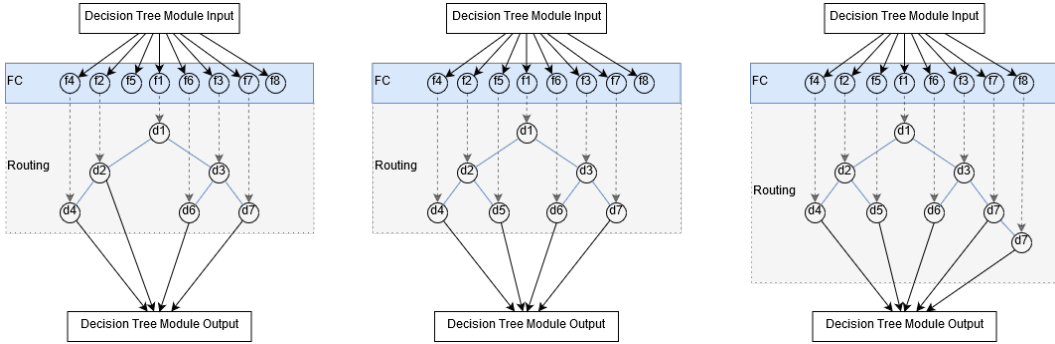 Decision Tree Module Input
FC
f4 f2 f5 f1 f6 f3 f7 f8
d1
d2 d3
Routing
d4 d6 d7
Decision Tree Module Output
Decision Tree Module Input
FC
f4 f2 f5 f1 f6 f3 f7 f8
d1
d2 d3
Routing
d4 d5 d6 d7
Decision Tree Module Output
Decision Tree Module Input
FC
f4 f2 f5 f1 f6 f3 f7 f8
d1
d2 d3
Routing
d4 d5 d6 d7
d7
Decision Tree Module Output